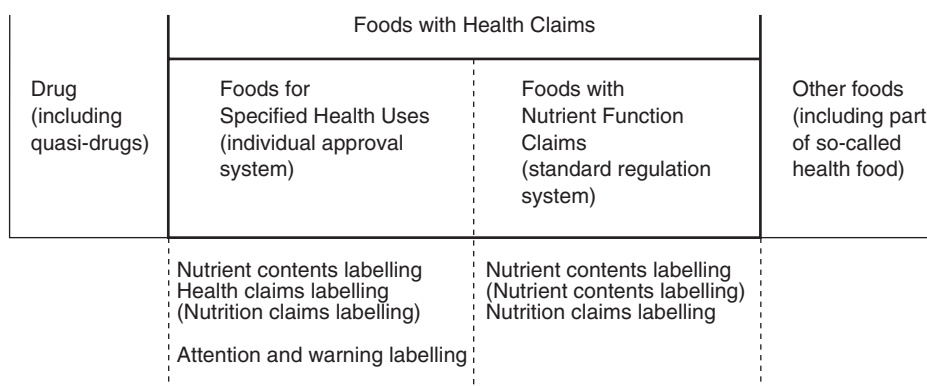 Foods with Health Claims
Drug
(including
quasi-drugs)
Foods for
Specified Health Uses
(individual approval
system)
Foods with
Nutrient Function
Claims
(standard regulation
system)
Other foods
(including part
of so-called
health food)
Nutrient contents labelling
Health claims labelling
(Nutrition claims labelling)
Attention and warning labelling
Nutrient contents labelling
(Nutrient contents labelling)
Nutrition claims labelling